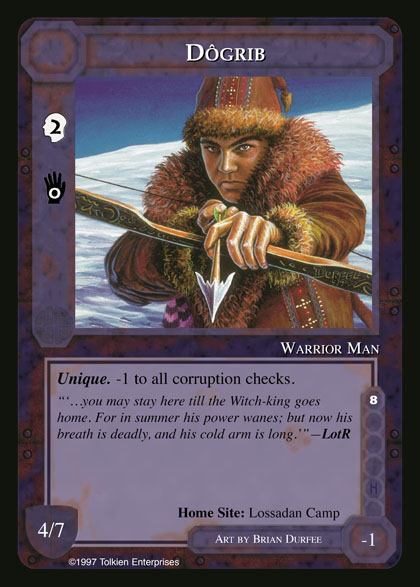 DÔGRIB
2
0
WARRIOR MAN
Unique. -1 to all corruption checks.
“‘…you may stay here till the Witch-king goes
home. For in summer his power wanes; but now his
breath is deadly, and his cold arm is long.’”—LotR
8
H
Home Site: Lossadan Camp
4/7
ART BY BRIAN DURFEE
-1
©1997 Tolkien Enterprises